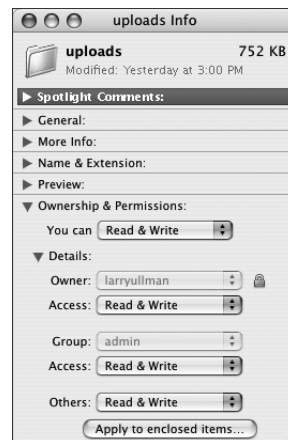 uploads Info
uploads 752 KB
Modified: Yesterday at 3:00 PM
Spotlight Comments:
General:
More Info:
Name & Extension:
Preview:
Ownership & Permissions:
You can Read & Write
Details:
Owner: larryullman
Access: Read & Write
Group: admin
Access: Read & Write
Others: Read & Write
Apply to enclosed items...